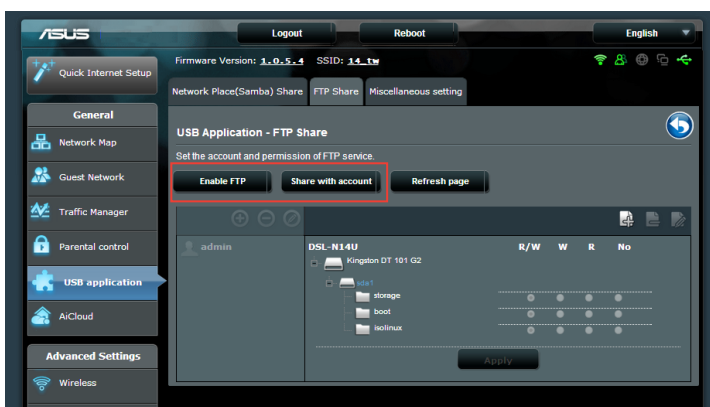 ASUS
Logout
Reboot
English
Quick Internet Setup
Firmware Version: 1.0.5.4 SSID: 14_tw
Network Place(Samba) Share
FTP Share
Miscellaneous setting
General
Network Map
Guest Network
Traffic Manager
Parental control
USB application
AiCloud
Advanced Settings
Wireless
USB Application - FTP Share
Set the account and permission of FTP service.
Enable FTP
Share with account
Refresh page
admin
DSL-N14U
R/W W R No
Kingston DT 101 G2
sda1
storage
boot
isolinux
Apply